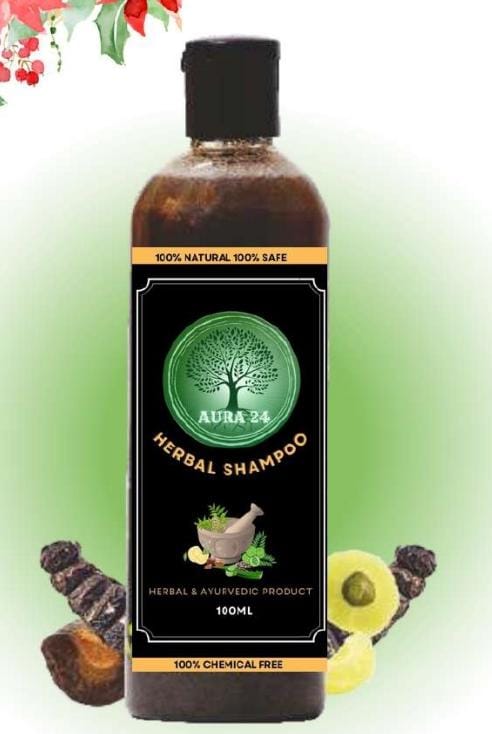 100% NATURAL 100% SAFE
AURA 24
HERBAL SHAMPOO
HERBAL & AYURVEDIC PRODUCT
100ML
100% CHEMICAL FREE